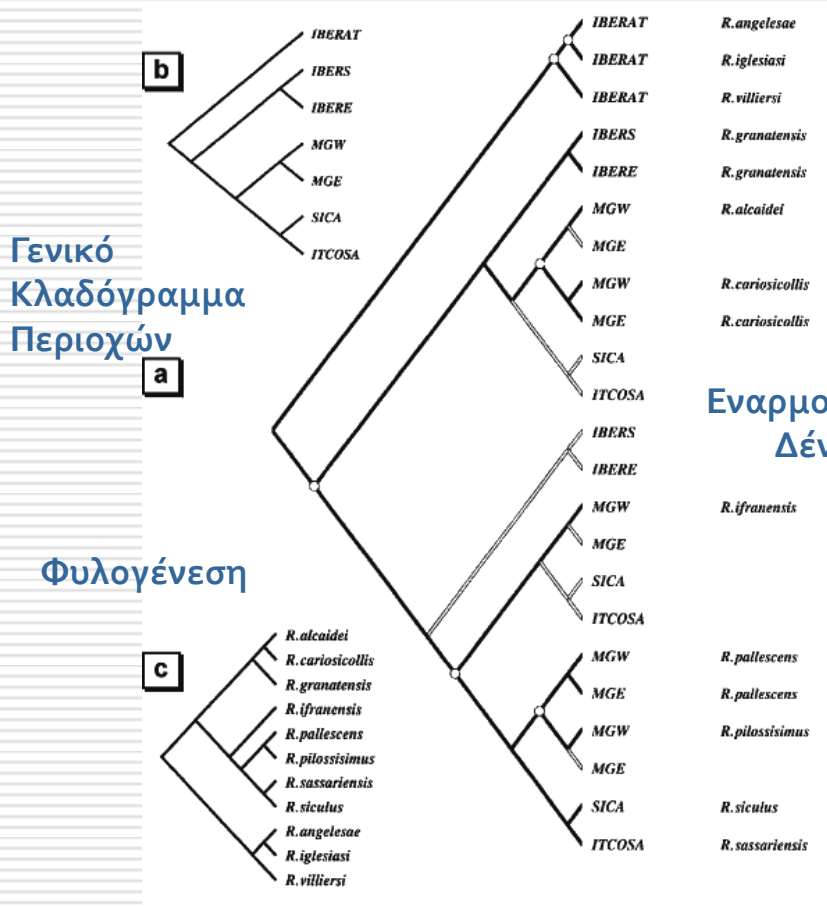 b
IBERAT
IBERS
IBERE
MGW
MGE
SICA
ITCOSA
Γενικό
Κλαδόγραμμα
Περιοχών
a
IBERAT R.angelesae
IBERAT R.iglesiasi
IBERAT R.villiersi
IBERS R.granatensis
IBERE R.granatensis
MGW R.alcaidei
MGE
MGW R.cariosicollis
MGE R.cariosicollis
SICA
ITCOSA
Εναρμο
Δέν
IBERS
IBERE
MGW R.ifranensis
MGE
SICA
ITCOSA
MGW R.pallescens
MGE R.pallescens
MGW R.pilossisimus
MGE
SICA R.siculus
ITCOSA R.sassariensis
Φυλογένεση
c
R.alcaidei
R.cariosicollis
R.granatensis
R.ifranensis
R.pallescens
R.pilossisimus
R.sassariensis
R.siculus
R.angelesae
R.iglesiasi
R.villiersi